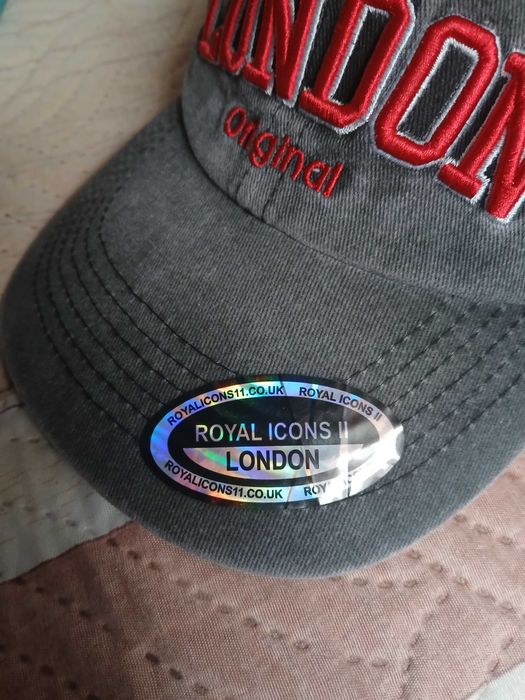 LONDON
original
ROYALICONS11.CO.UK ROYAL ICONS II
ROYAL ICONS II
LONDON
ROYALICONS11.CO.UK